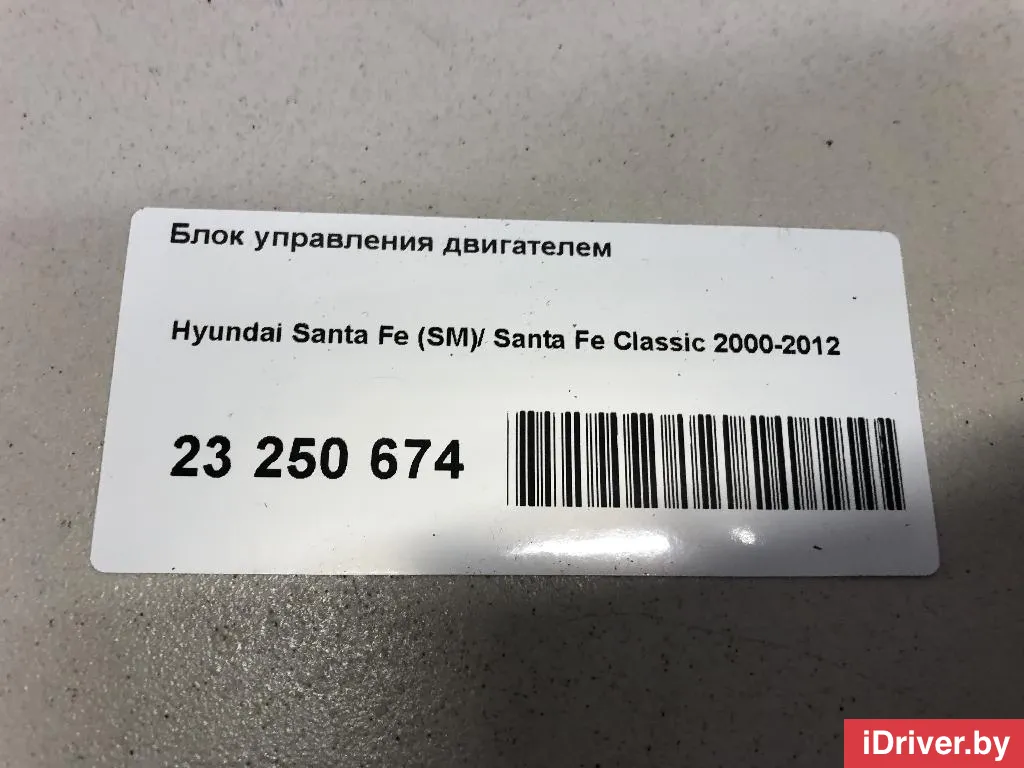 Блок управления двигателем
Hyundai Santa Fe (SM)/ Santa Fe Classic 2000-2012
23 250 674
iDriver.by